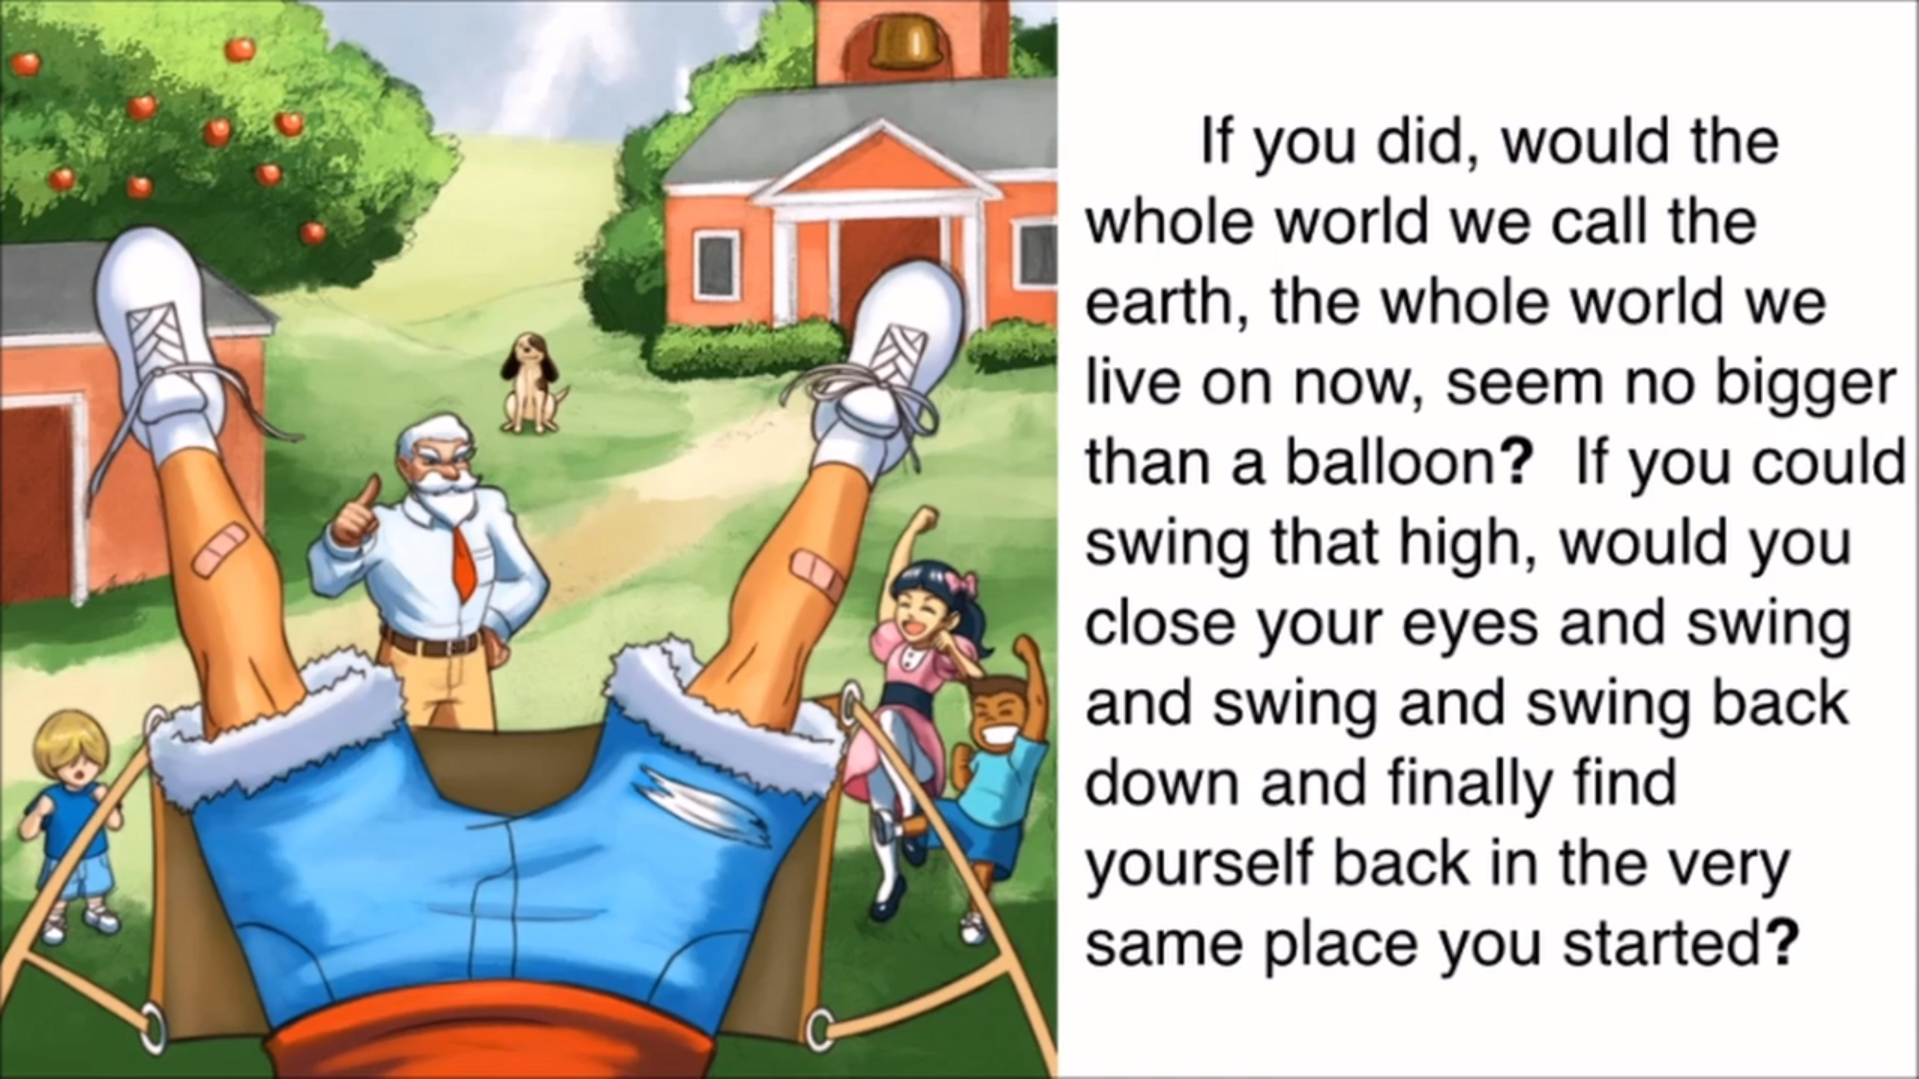 If you did, would the
whole world we call the
earth, the whole world we
live on now, seem no bigger
than a balloon?  If you could
swing that high, would you
close your eyes and swing
and swing and swing back
down and finally find
yourself back in the very
same place you started?